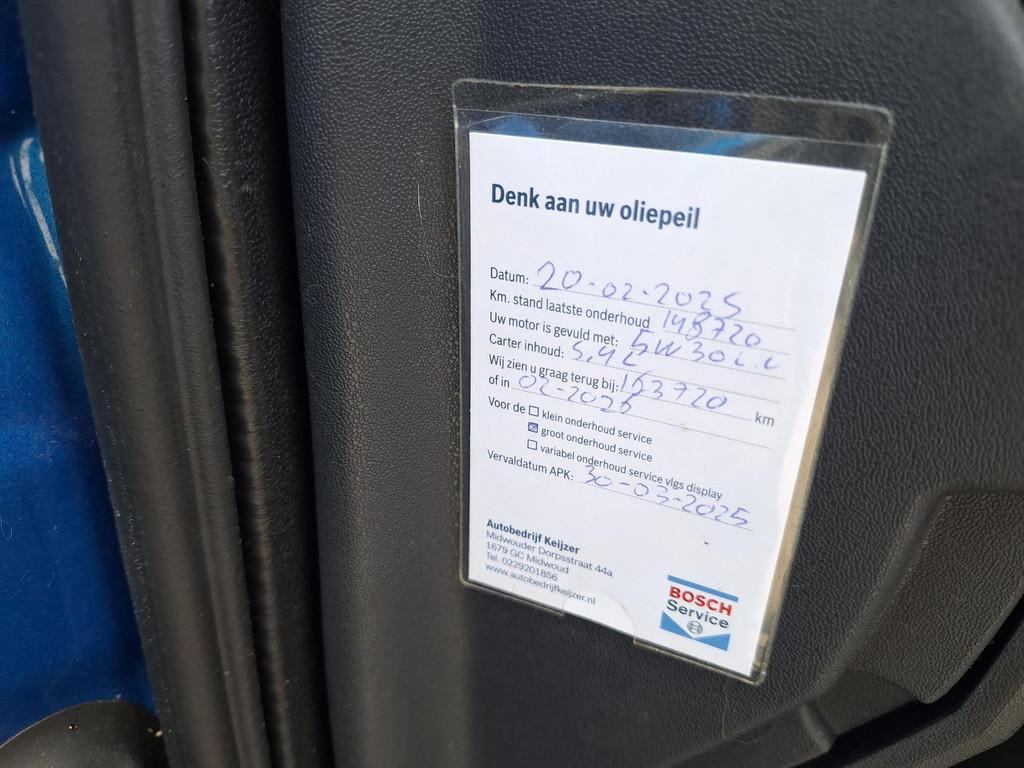 Denk aan uw oliepeil
Datum: 20-02-2025
Km. stand laatste onderhoud 148720
Uw motor is gevuld met: 5W30 L.L
Carter inhoud: 5,4L
Wij zien u graag terug bij: 163720 km
of in 02-2026
Voor de klein onderhoud service
groot onderhoud service
variabel onderhoud service vlgs display
Vervaldatum APK: 30-03-2025
Autobedrijf Keijzer
Midwouder Dorpsstraat 44a
1679 GC Midwoud
Tel. 0229201856
www.autobedrijfkeijzer.nl
BOSCH
Service